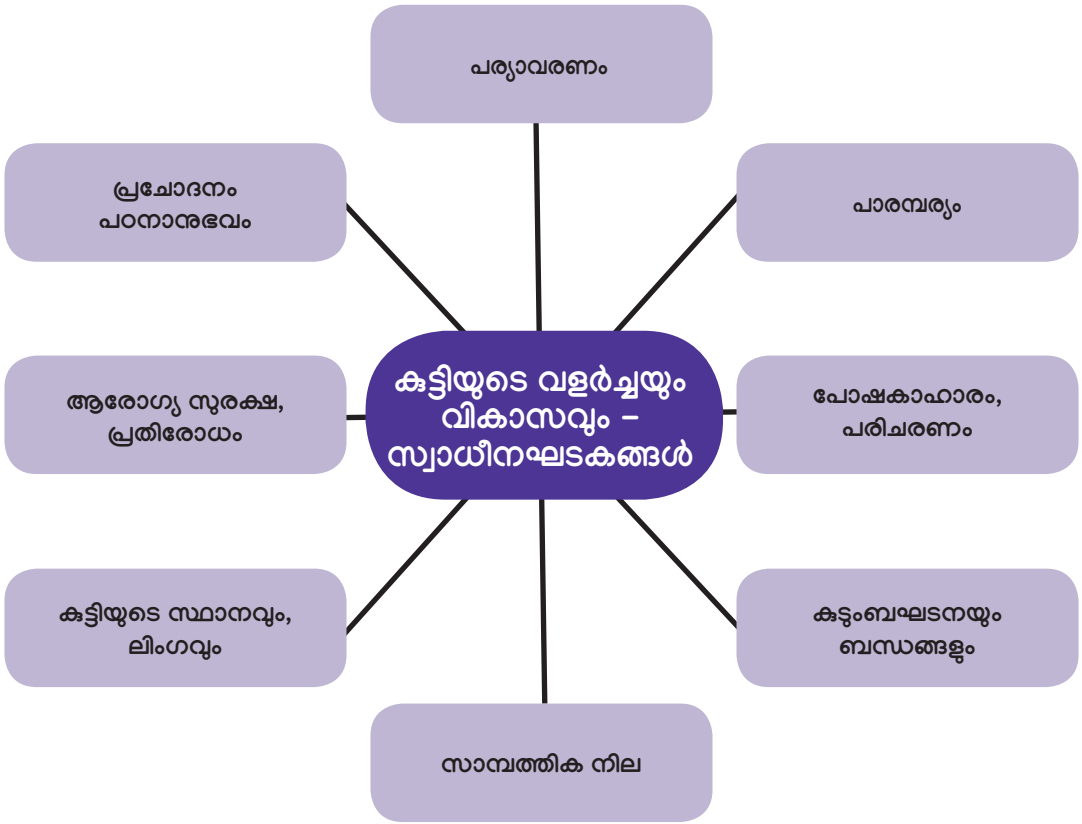 പര്യാവരണം
പ്രചോദനം
പഠനാനുഭവം
പാരമ്പര്യം
കുട്ടിയുടെ വളർച്ചയും
വികാസവും –
സ്വാധീനഘടകങ്ങൾ
ആരോഗ്യ സുരക്ഷ,
പ്രതിരോധം
പോഷകാഹാരം,
പരിചരണം
കുട്ടിയുടെ സ്ഥാനവും,
ലിംഗവും
കുടുംബഘടനയും
ബന്ധങ്ങളും
സാമ്പത്തിക നില